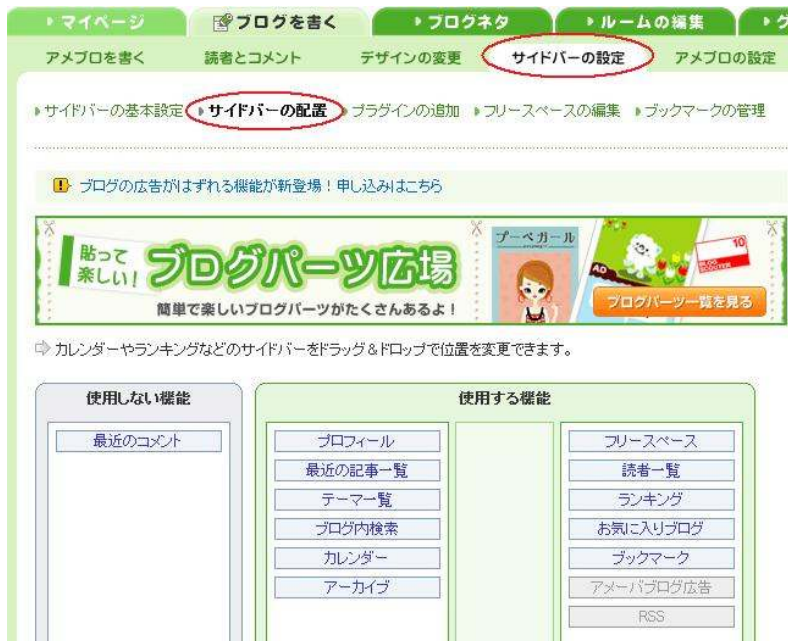 マイページ ブログを書く ブログネタ ルームの編集 グ
アメブロを書く 読者とコメント デザインの変更 サイドバーの設定 アメブロの設定
サイドバーの基本設定 サイドバーの配置 プラグインの追加 フリースペースの編集 ブックマークの管理
ブログの広告がはずれる機能が新登場！申し込みはこちら
貼って
楽しい！
ブログパーツ広場
簡単で楽しいブログパーツがたくさんあるよ！
プーペガール
AD
10
BLOG
SCOUTER
ブログパーツ一覧を見る
カレンダーやランキングなどのサイドバーをドラッグ＆ドロップで位置を変更できます。
使用しない機能
最近のコメント
使用する機能
プロフィール
最近の記事一覧
テーマ一覧
ブログ内検索
カレンダー
アーカイブ
フリースペース
読者一覧
ランキング
お気に入りブログ
ブックマーク
アメーバブログ広告
RSS